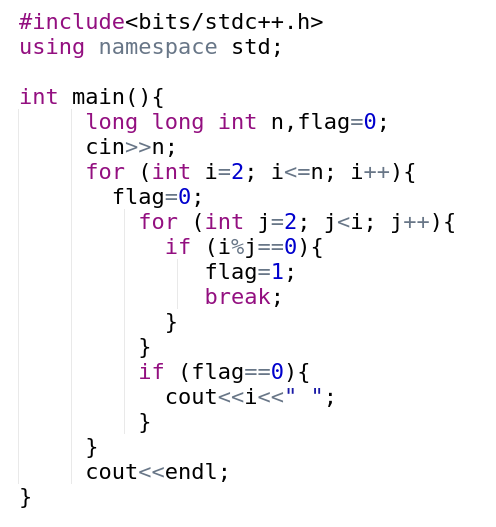 #include<bits/stdc++.h>
using namespace std;

int main(){
     long long int n,flag=0;
     cin>>n;
     for (int i=2; i<=n; i++){
       flag=0;
         for (int j=2; j<i; j++){
           if (i%j==0){
              flag=1;
              break;
           }
         }
         if (flag==0){
           cout<<i<<" ";
         }
     }
     cout<<endl;
}